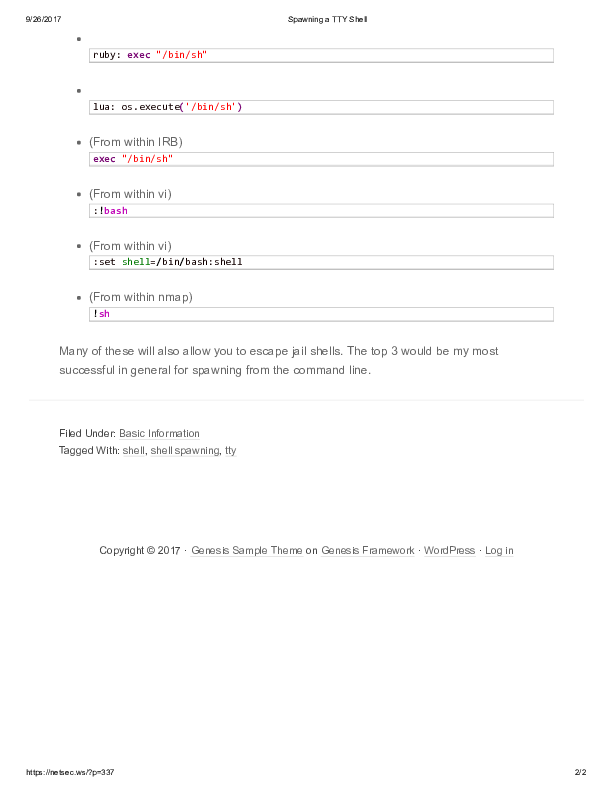 9/26/2017 Spawning a TTY Shell
ruby: exec "/bin/sh"
lua: os.execute('/bin/sh')
(From within IRB)
exec "/bin/sh"
(From within vi)
:!bash
(From within vi)
:set shell=/bin/bash:shell
(From within nmap)
!sh
Many of these will also allow you to escape jail shells. The top 3 would be my most
successful in general for spawning from the command line.
Filed Under: Basic Information
Tagged With: shell, shell spawning, tty
Copyright © 2017 · Genesis Sample Theme on Genesis Framework · WordPress · Log in
https://netsec.ws/?p=337 2/2